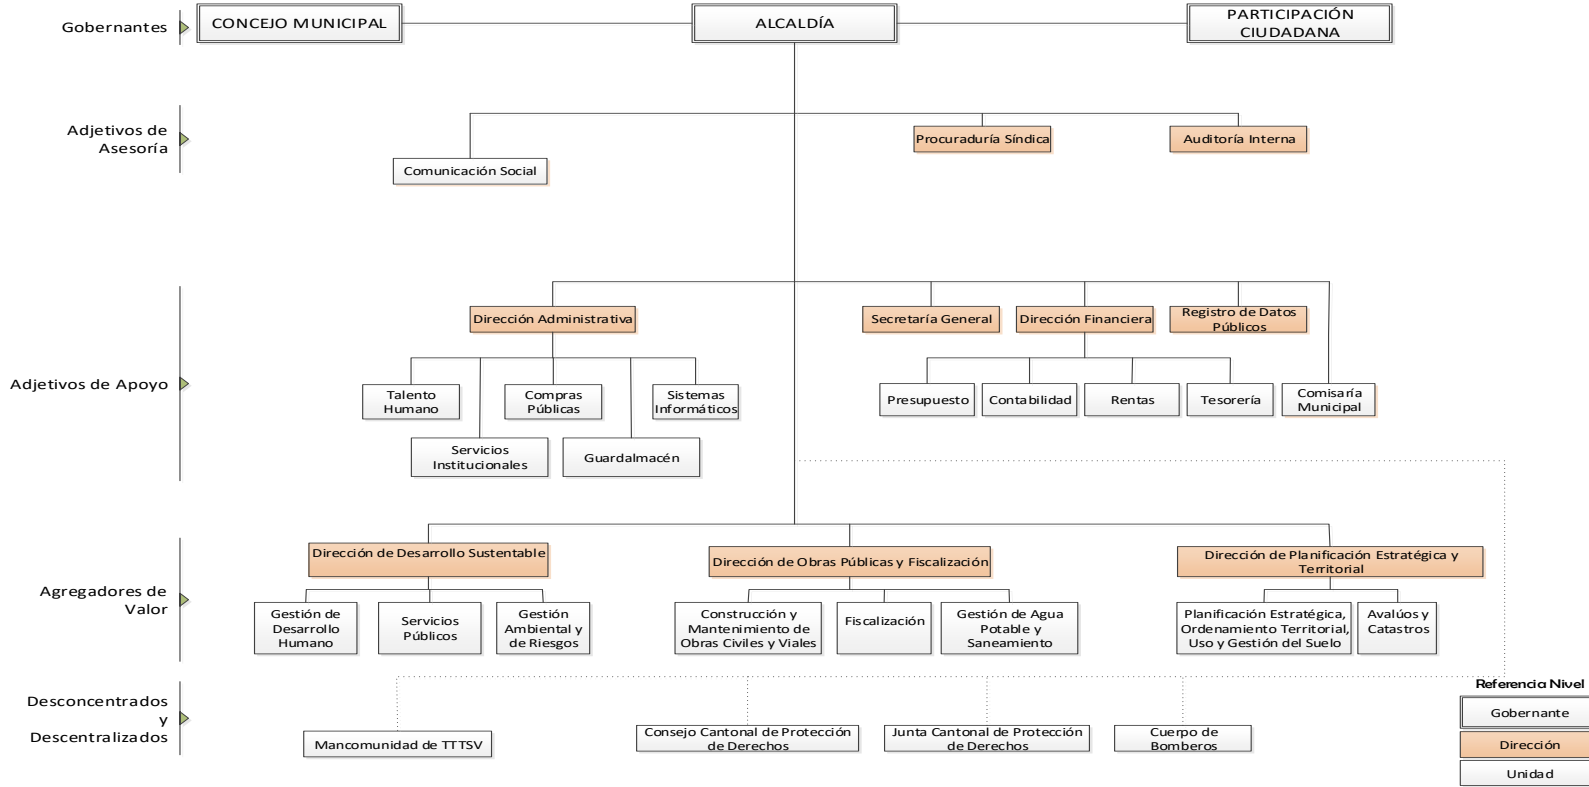 Gobernantes
CONCEJO MUNICIPAL
ALCALDÍA
PARTICIPACIÓN
CIUDADANA
Adjetivos de
Asesoría
Procuraduría Síndica
Auditoría Interna
Comunicación Social
Adjetivos de Apoyo
Dirección Administrativa
Secretaría General
Dirección Financiera
Registro de Datos
Públicos
Talento
Humano
Compras
Públicas
Sistemas
Informáticos
Presupuesto
Contabilidad
Rentas
Tesorería
Comisaría
Municipal
Servicios
Institucionales
Guardalmacén
Agregadores de
Valor
Dirección de Desarrollo Sustentable
Dirección de Obras Públicas y Fiscalización
Dirección de Planificación Estratégica y
Territorial
Gestión de
Desarrollo
Humano
Servicios
Públicos
Gestión
Ambiental y
de Riesgos
Construcción y
Mantenimiento de
Obras Civiles y Viales
Fiscalización
Gestión de Agua
Potable y
Saneamiento
Planificación Estratégica,
Ordenamiento Territorial,
Uso y Gestión del Suelo
Avalúos y
Catastros
Desconcentrados
y
Descentralizados
Mancomunidad de TTTSV
Consejo Cantonal de Protección
de Derechos
Junta Cantonal de Protección
de Derechos
Cuerpo de
Bomberos
Referencia Nivel
Gobernante
Dirección
Unidad